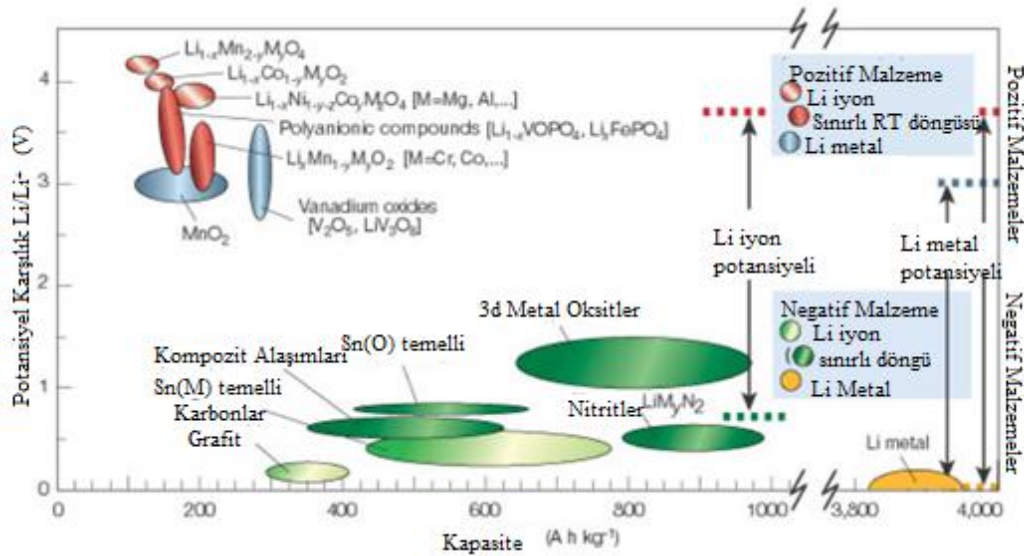 Potansiyel Karşılık Li/Li- (V)
4
3
2
1
0
Li₁₋ₓMn₂₋yMyO₄
Li₁₋ₓCo₁₋yMyO₂
Li₁₋ₓNi₁₋y₋zCoyMzO₄ [M=Mg, Al,...]
Polyanionic compounds [Li₁₋ₓVOPO₄, LiₓFePO₄]
LiₓMn₁₋yMyO₂ [M=Cr, Co,...]
Vanadium oxides
[V₂O₅, LiV₃O₈]
MnO₂
Pozitif Malzeme
Li iyon
Sınırlı RT döngüsü
Li metal
Pozitif Malzemeler
Li iyon
potansiyeli
Li metal
potansiyeli
3d Metal Oksitler
Sn(O) temelli
Kompozit Alaşımları
Sn(M) temelli
Karbonlar
Grafit
Nitritler
LiMyN₂
Negatif Malzeme
Li iyon
sınırlı döngü
Li Metal
Negatif Malzemeler
Li metal
0 200 400 600 800 1000 3,800 4,000
Kapasite (A h kg⁻¹)